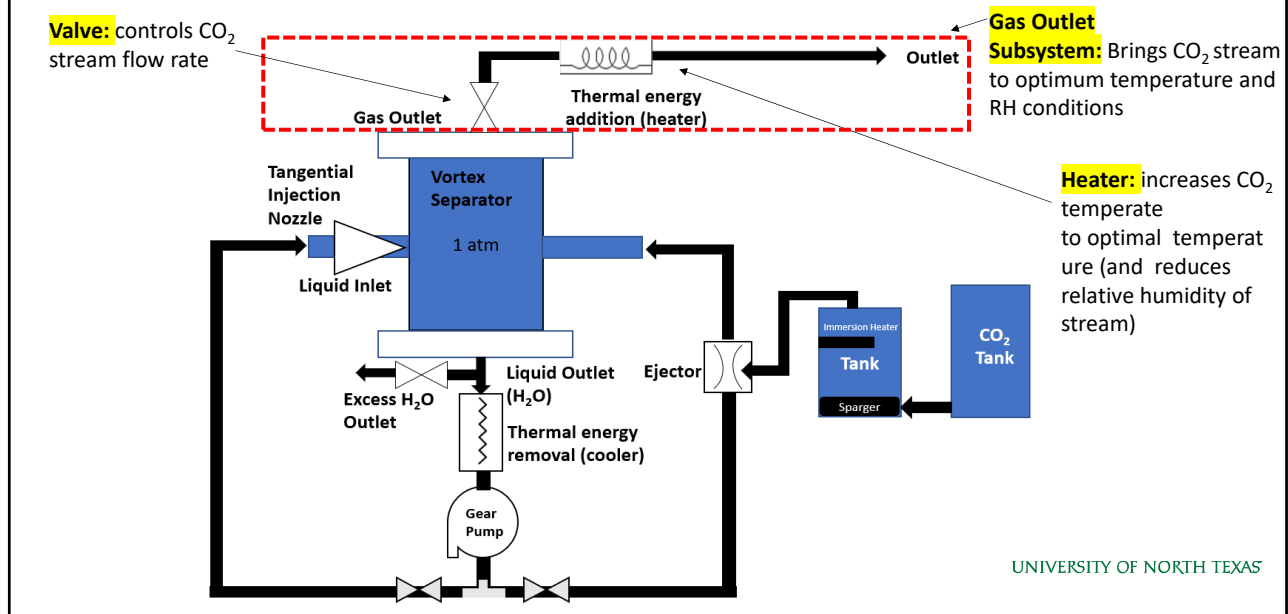 Valve: controls CO₂
stream flow rate
Gas Outlet
Subsystem: Brings CO₂ stream
to optimum temperature and
RH conditions
Outlet
Thermal energy
addition (heater)
Gas Outlet
Heater: increases CO₂
temperate
to optimal temperat
ure (and reduces
relative humidity of
stream)
Tangential
Injection
Nozzle
Vortex
Separator
1 atm
Liquid Inlet
Immersion Heater
Tank
Sparger
CO₂
Tank
Ejector
Liquid Outlet
(H₂O)
Excess H₂O
Outlet
Thermal energy
removal (cooler)
Gear
Pump
UNIVERSITY OF NORTH TEXAS